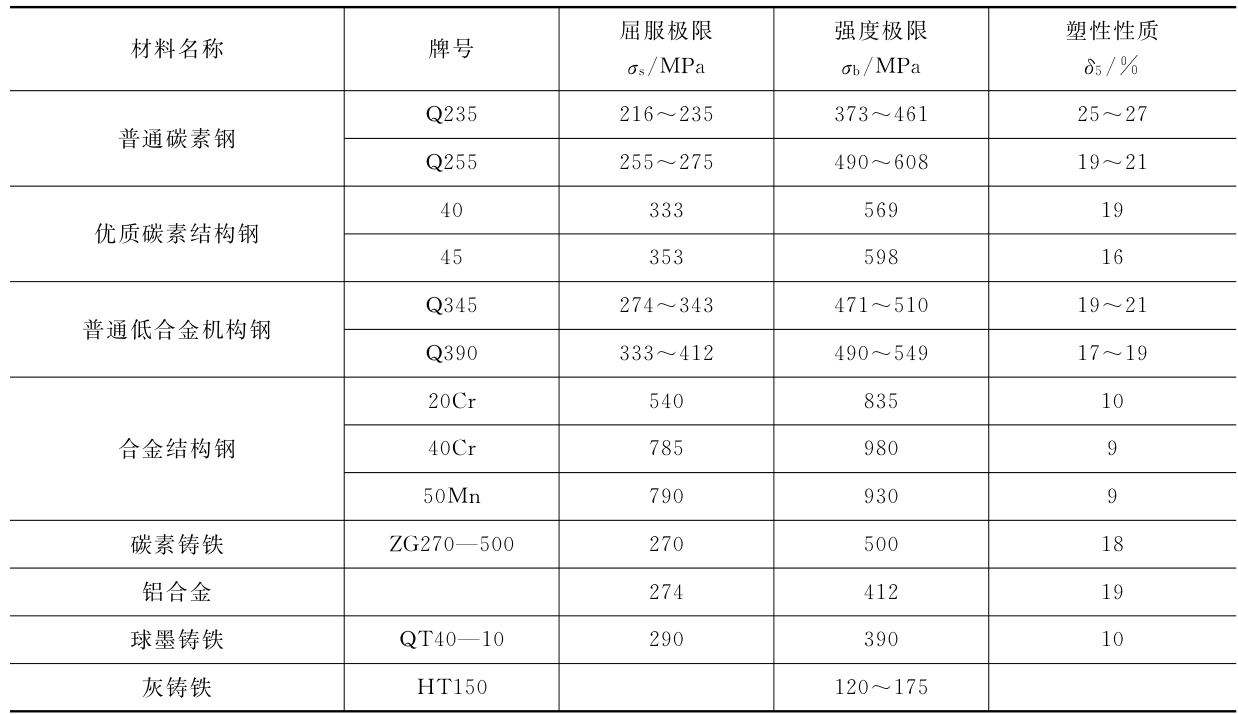 材料名称 牌号 屈服极限 σs/MPa 强度极限 σb/MPa 塑性性质 δ5/%
普通碳素钢 Q235 216～235 373～461 25～27
Q255 255～275 490～608 19～21
优质碳素结构钢 40 333 569 19
45 353 598 16
普通低合金机构钢 Q345 274～343 471～510 19～21
Q390 333～412 490～549 17～19
合金结构钢 20Cr 540 835 10
40Cr 785 980 9
50Mn 790 930 9
碳素铸铁 ZG270—500 270 500 18
铝合金 274 412 19
球墨铸铁 QT40—10 290 390 10
灰铸铁 HT150 120～175